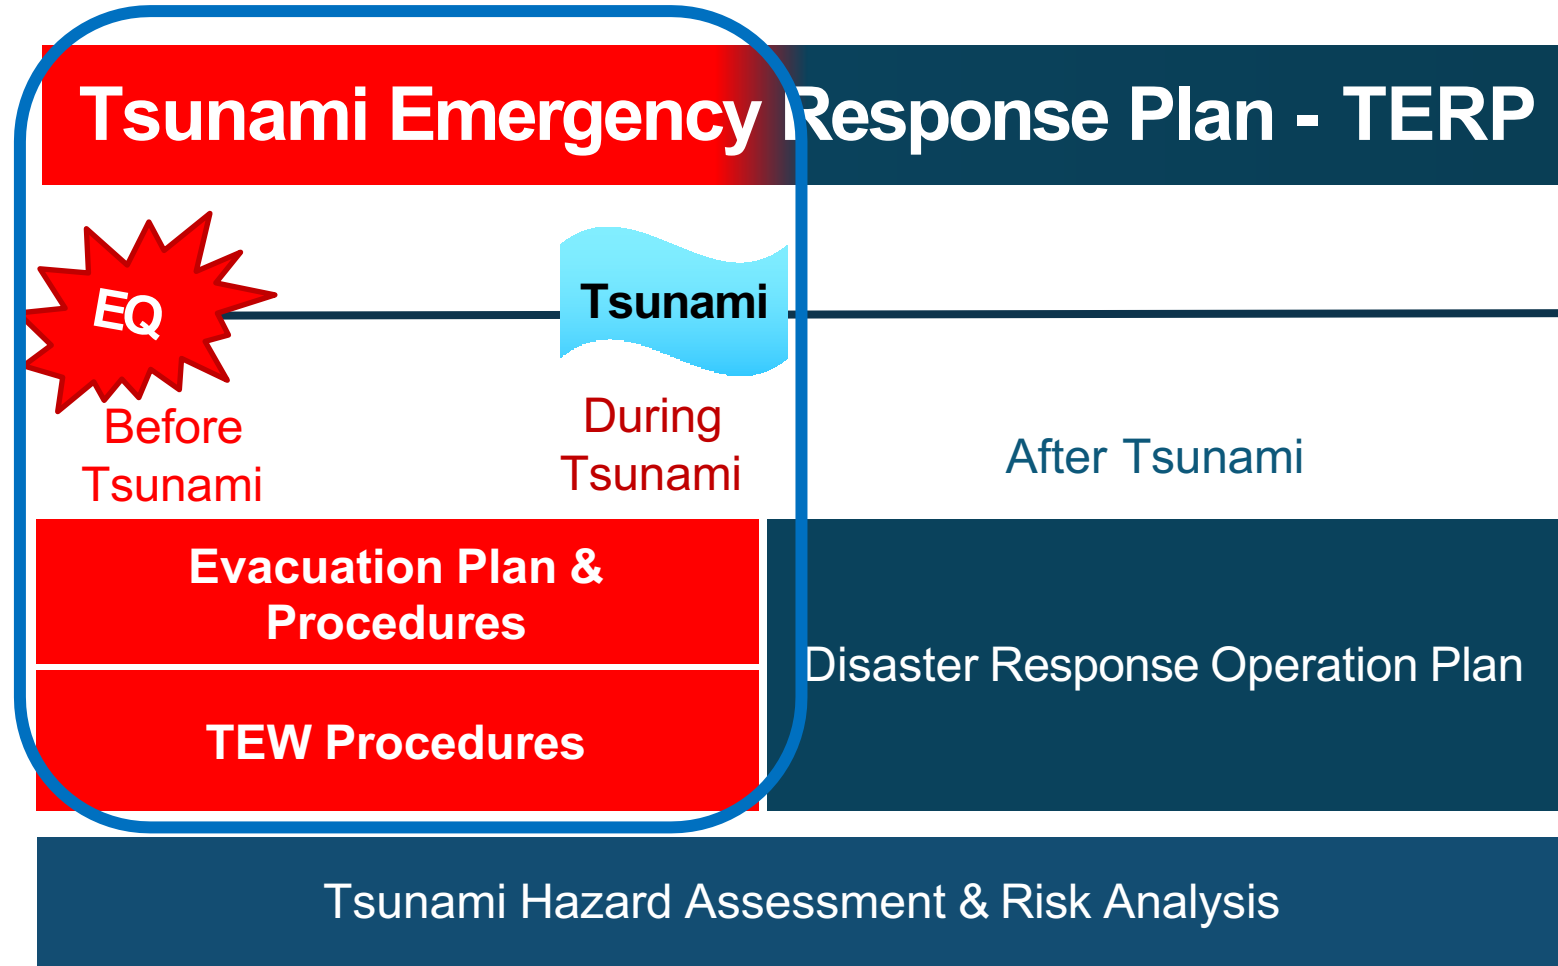 Tsunami Emergency Response Plan - TERP
EQ
Tsunami
Before
Tsunami
During
Tsunami
After Tsunami
Evacuation Plan &
Procedures
TEW Procedures
Disaster Response Operation Plan
Tsunami Hazard Assessment & Risk Analysis